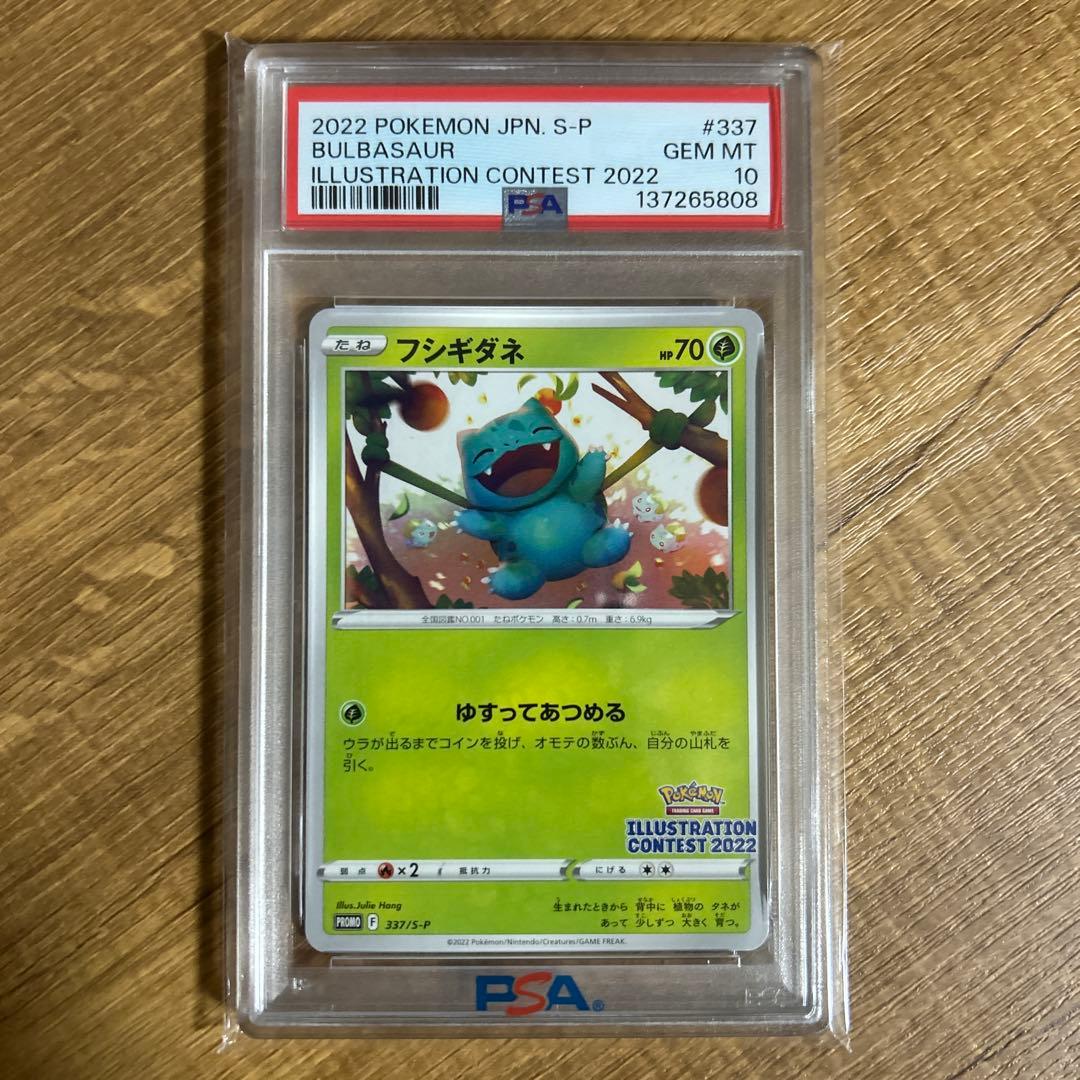 2022 POKEMON JPN. S-P #337
BULBASAUR GEM MT
ILLUSTRATION CONTEST 2022 10
PSA 137265808
たね フシギダネ HP70
全国図鑑NO.001 たねポケモン 高さ：0.7m 重さ：6.9kg
ゆすってあつめる
ウラが出るまでコインを投げ、オモテの数ぶん、自分の山札を
引く。
POKéMON
TRADING CARD GAME
ILLUSTRATION
CONTEST 2022
弱点 ×2 抵抗力 にげる
Illus.Julie Hang
生まれたときから 背中に 植物の タネが
あって 少しずつ 大きく 育つ。
PROMO F 337/S-P
©2022 Pokémon/Nintendo/Creatures/GAME FREAK.
PSA®